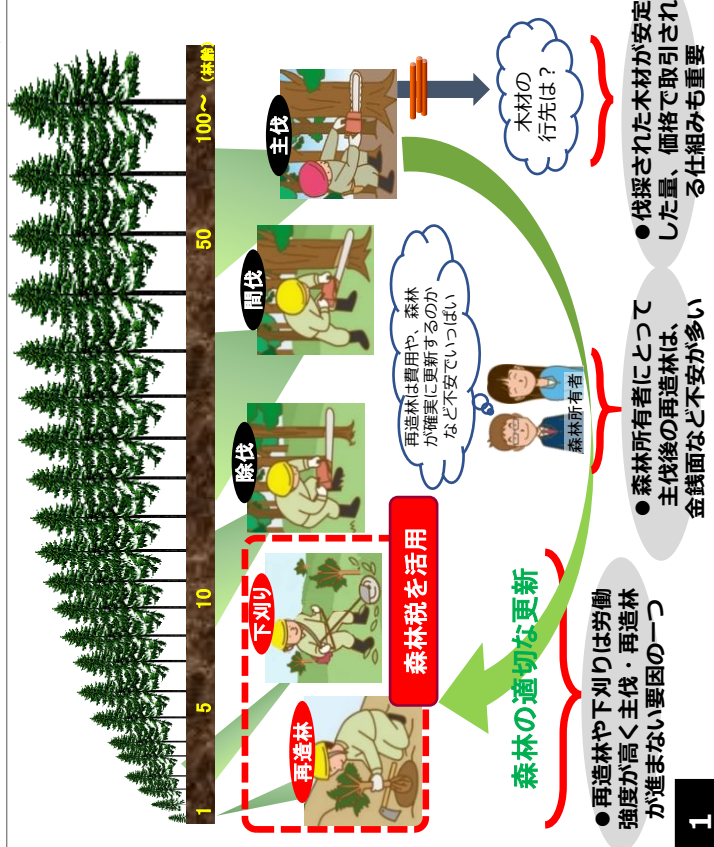 1
5
10
50
100～
(林齢)
再造林
下刈り
除伐
間伐
主伐
森林税を活用
再造林は費用や、森林
が確実に更新するのか
など不安でいっぱい
森林所有者
木材の
行先は？
森林の適切な更新
●再造林や下刈りは労働
強度が高く主伐・再造林
が進まない要因の一つ
●森林所有者にとって
主伐後の再造林は、
金銭面など不安が多い
●伐採された木材が安定
した量、価格で取引され
る仕組みも重要
1